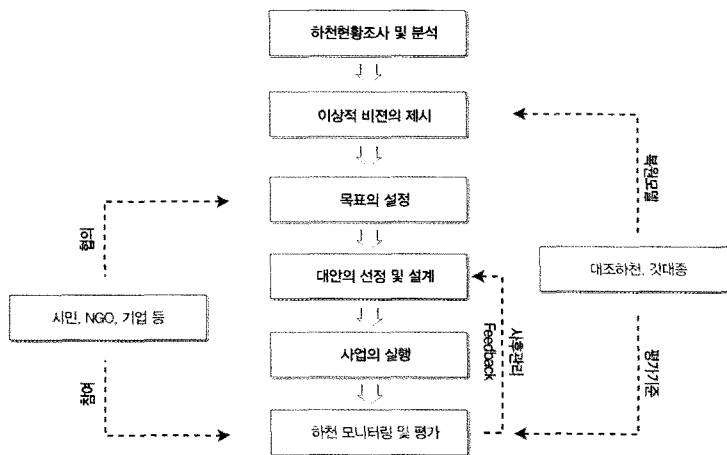 하천현황조사 및 분석
이상적 비젼의 제시
목표의 설정
대안의 선정 및 설계
사업의 실행
하천 모니터링 및 평가
협의
시민, NGO, 기업 등
참여
사후관리
Feedback
복원모델
대조하천, 깃대종
평가기준